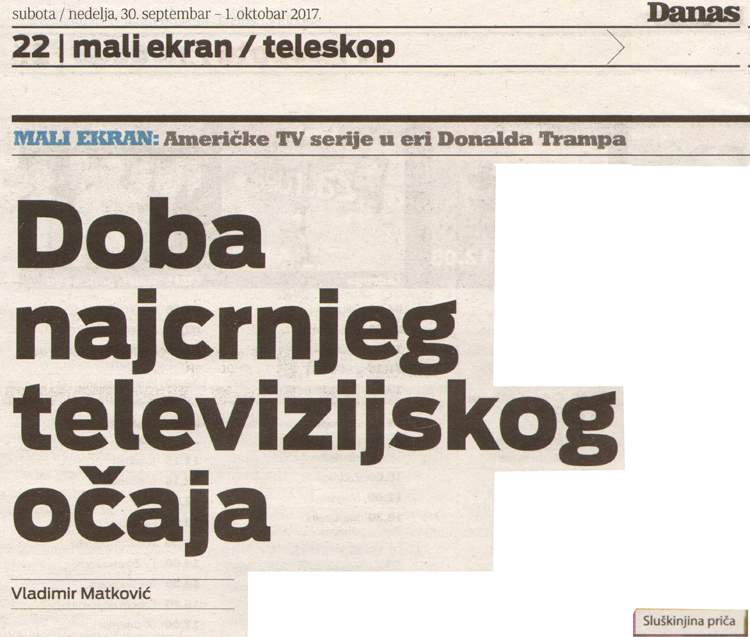 subota / nedelja, 30. septembar – 1. oktobar 2017.
Danas
22 | mali ekran / teleskop
MALI EKRAN: Američke TV serije u eri Donalda Trampa
Doba
najcrnjeg
televizijskog
očaja
Vladimir Matković
Sluškinjina priča